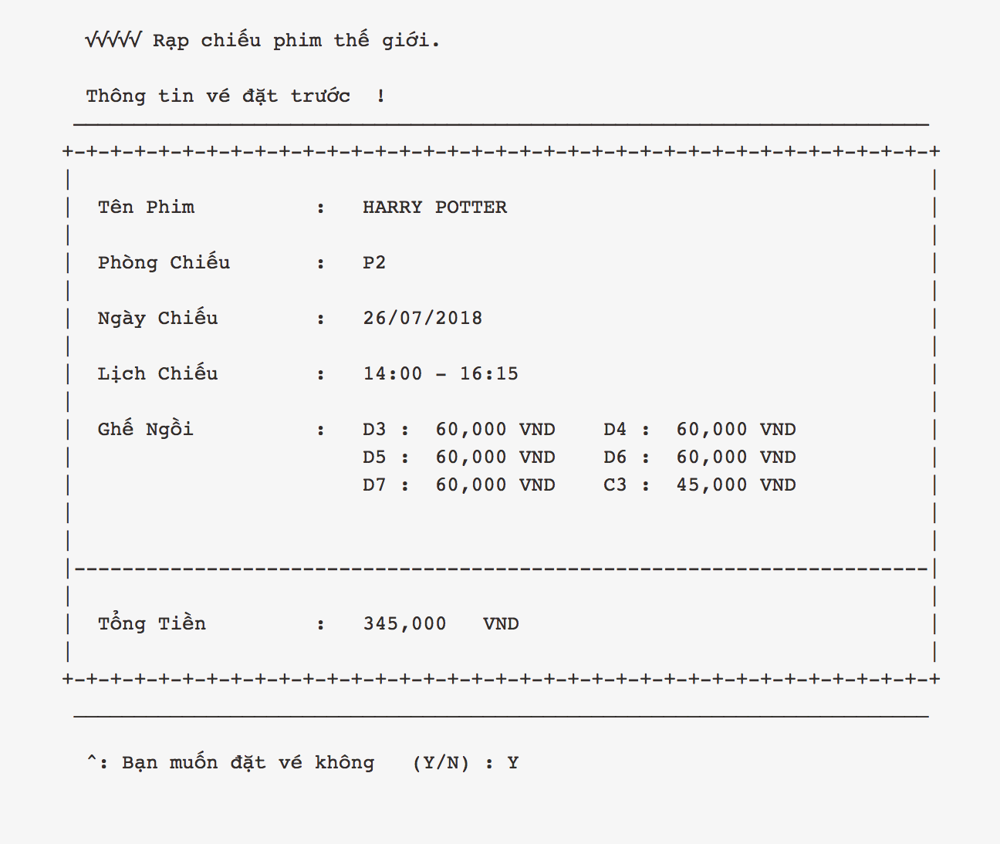 √√√√√ Rạp chiếu phim thế giới.
Thông tin vé đặt trước !
Tên Phim : HARRY POTTER
Phòng Chiếu : P2
Ngày Chiếu : 26/07/2018
Lịch Chiếu : 14:00 - 16:15
Ghế Ngồi : D3 : 60,000 VND D4 : 60,000 VND
D5 : 60,000 VND D6 : 60,000 VND
D7 : 60,000 VND C3 : 45,000 VND
Tổng Tiền : 345,000 VND
^: Bạn muốn đặt vé không (Y/N) : Y